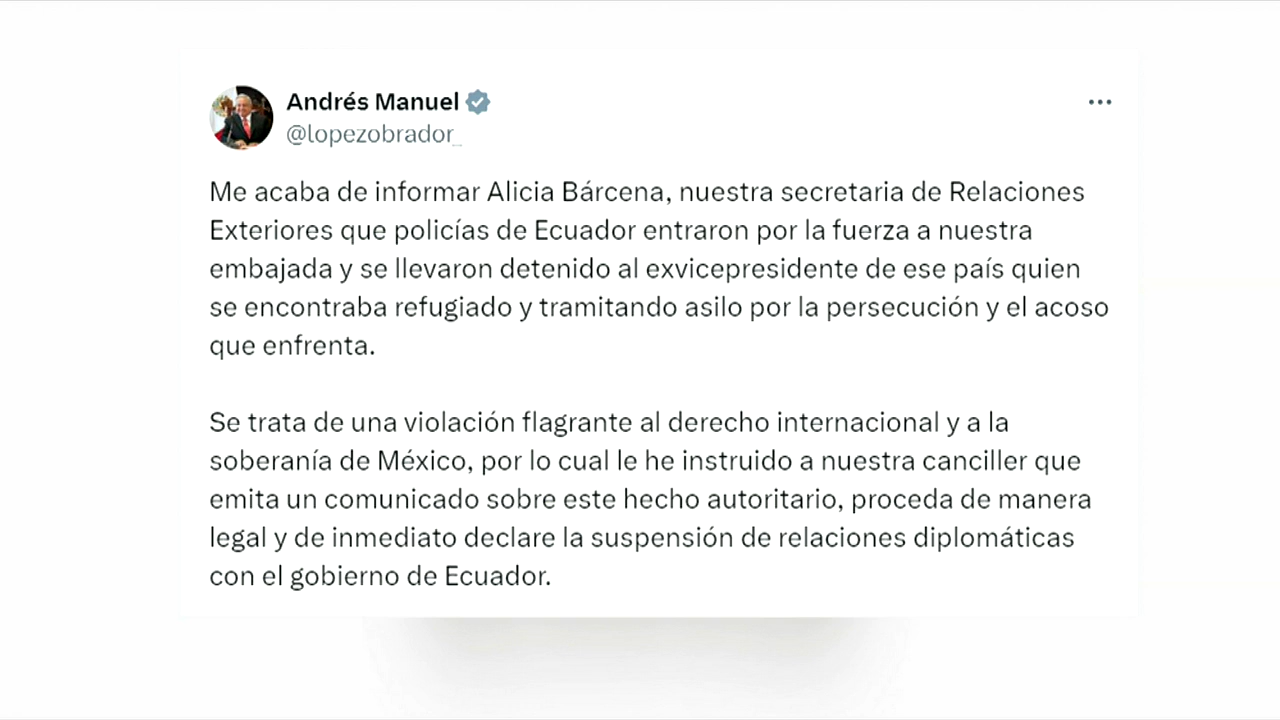 Andrés Manuel
@lopezobrador_
Me acaba de informar Alicia Bárcena, nuestra secretaria de Relaciones
Exteriores que policías de Ecuador entraron por la fuerza a nuestra
embajada y se llevaron detenido al exvicepresidente de ese país quien
se encontraba refugiado y tramitando asilo por la persecución y el acoso
que enfrenta.
Se trata de una violación flagrante al derecho internacional y a la
soberanía de México, por lo cual le he instruido a nuestra canciller que
emita un comunicado sobre este hecho autoritario, proceda de manera
legal y de inmediato declare la suspensión de relaciones diplomáticas
con el gobierno de Ecuador.